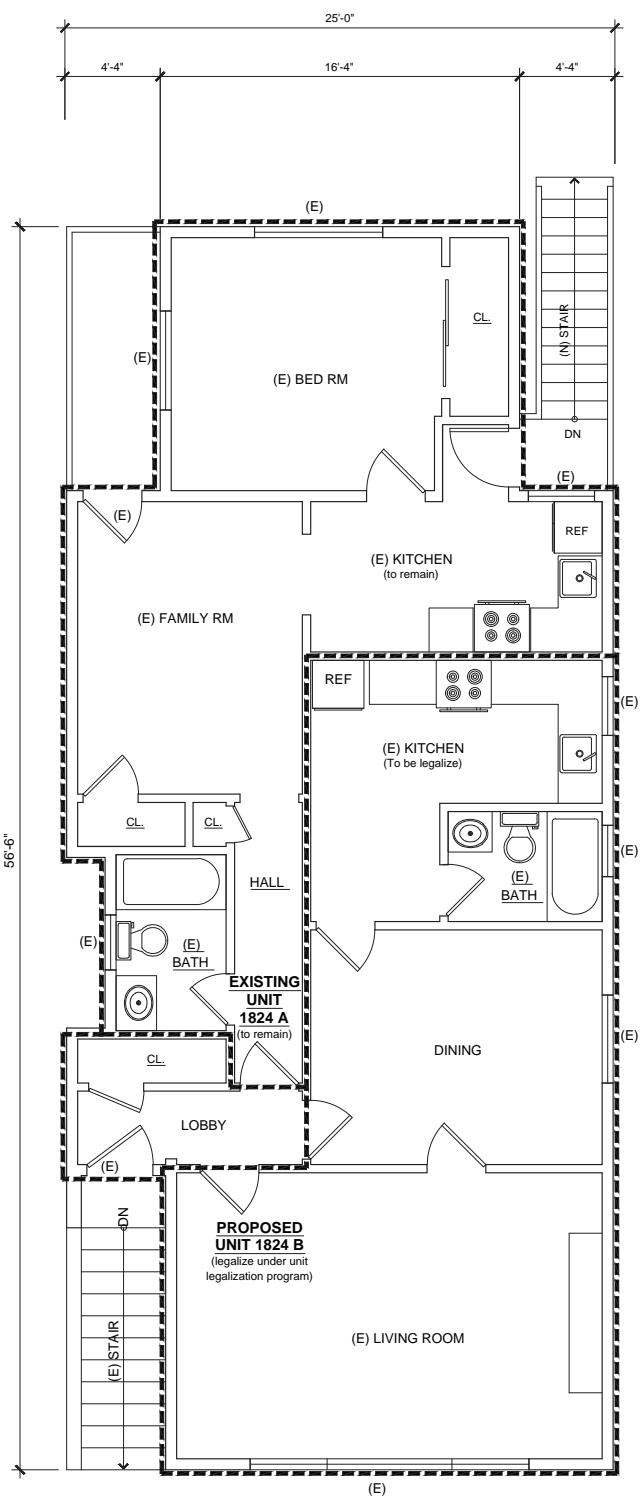 25'-0"
4'-4"
16'-4"
4'-4"
(E)
(E) BED RM
CL.
(E)
(N) STAIR
DN
(E)
(E)
REF
(E) KITCHEN
(to remain)
(E) FAMILY RM
REF
(E)
(E) KITCHEN
(To be legalize)
CL.
CL.
56'-6"
HALL
(E)
BATH
(E)
(E)
(E)
BATH
EXISTING
UNIT
1824 A
(to remain)
(E)
DINING
CL.
LOBBY
(E)
DN
PROPOSED
UNIT 1824 B
(legalize under unit
legalization program)
(E) STAIR
(E) LIVING ROOM
(E)